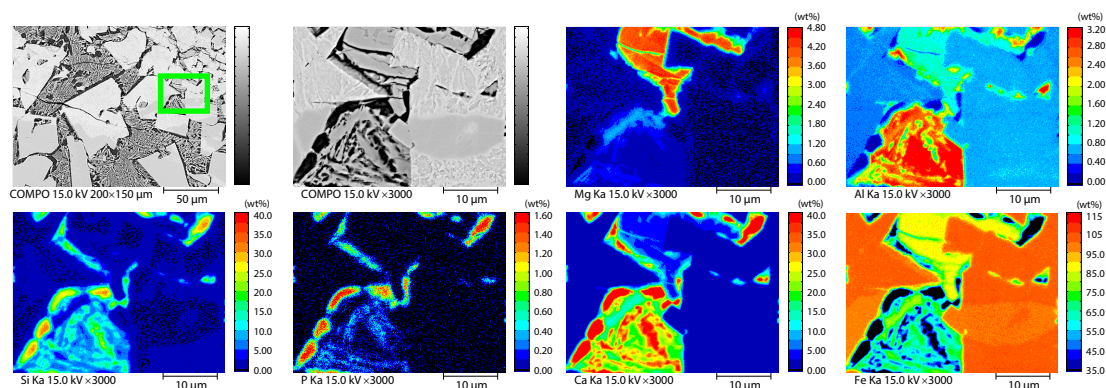 (wt%)
4.80
4.20
3.60
3.00
2.40
1.80
1.20
0.60
0.00
(wt%)
3.20
2.80
2.40
2.00
1.60
1.20
0.80
0.40
0.00
COMPO 15.0 kV 200×150 µm
50 µm
COMPO 15.0 kV ×3000
10 µm
Mg Ka 15.0 kV ×3000
10 µm
Al Ka 15.0 kV ×3000
10 µm
(wt%)
40.0
35.0
30.0
25.0
20.0
15.0
10.0
5.00
0.00
(wt%)
1.60
1.40
1.20
1.00
0.80
0.60
0.40
0.20
0.00
(wt%)
40.0
35.0
30.0
25.0
20.0
15.0
10.0
5.00
0.00
(wt%)
115
105
95.0
85.0
75.0
65.0
55.0
45.0
35.0
Si Ka 15.0 kV ×3000
10 µm
P Ka 15.0 kV ×3000
10 µm
Ca Ka 15.0 kV ×3000
10 µm
Fe Ka 15.0 kV ×3000
10 µm